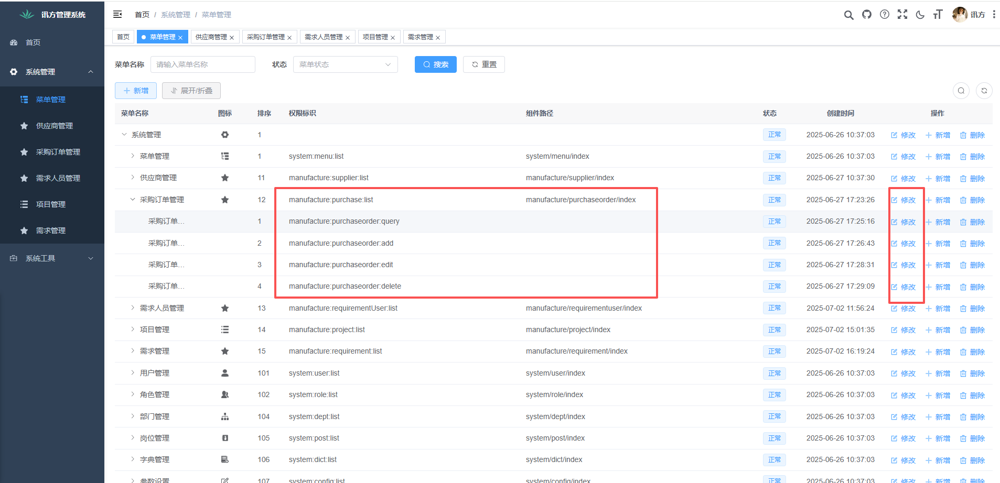 讯方管理系统
首页 / 系统管理 / 菜单管理
讯方
首页
菜单管理
供应商管理
采购订单管理
需求人员管理
项目管理
需求管理
首页
系统管理
菜单管理
供应商管理
采购订单管理
需求人员管理
项目管理
需求管理
系统工具
菜单名称 请输入菜单名称 状态 菜单状态 搜索 重置
新增 展开/折叠
菜单名称 图标 排序 权限标识 组件路径 状态 创建时间 操作
系统管理 1 正常 2025-06-26 10:37:03 修改 新增 删除
菜单管理 1 system:menu:list system/menu/index 正常 2025-06-26 10:37:03 修改 新增 删除
供应商管理 11 manufacture:supplier:list manufacture/supplier/index 正常 2025-06-27 10:37:30 修改 新增 删除
采购订单管理 12 manufacture:purchase:list manufacture/purchaseorder/index 正常 2025-06-27 17:23:26 修改 新增 删除
采购订单... 1 manufacture:purchaseorder:query 正常 2025-06-27 17:25:16 修改 新增 删除
采购订单... 2 manufacture:purchaseorder:add 正常 2025-06-27 17:26:43 修改 新增 删除
采购订单... 3 manufacture:purchaseorder:edit 正常 2025-06-27 17:28:31 修改 新增 删除
采购订单... 4 manufacture:purchaseorder:delete 正常 2025-06-27 17:29:09 修改 新增 删除
需求人员管理 13 manufacture:requirementUser:list manufacture/requirementuser/index 正常 2025-07-02 11:56:24 修改 新增 删除
项目管理 14 manufacture:project:list manufacture/project/index 正常 2025-07-02 15:01:35 修改 新增 删除
需求管理 15 manufacture:requirement:list manufacture/requirement/index 正常 2025-07-02 16:19:24 修改 新增 删除
用户管理 101 system:user:list system/user/index 正常 2025-06-26 10:37:03 修改 新增 删除
角色管理 102 system:role:list system/role/index 正常 2025-06-26 10:37:03 修改 新增 删除
部门管理 104 system:dept:list system/dept/index 正常 2025-06-26 10:37:03 修改 新增 删除
岗位管理 105 system:post:list system/post/index 正常 2025-06-26 10:37:03 修改 新增 删除
字典管理 106 system:dict:list system/dict/index 正常 2025-06-26 10:37:03 修改 新增 删除
参数设置 107 system:config:list system/config/index 正常 2025-06-26 10:37:03 修改 新增 删除